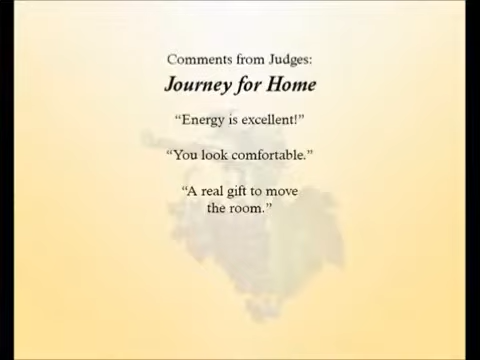 Comments from Judges:
Journey for Home
“Energy is excellent!”
“You look comfortable.”
“A real gift to move
the room.”